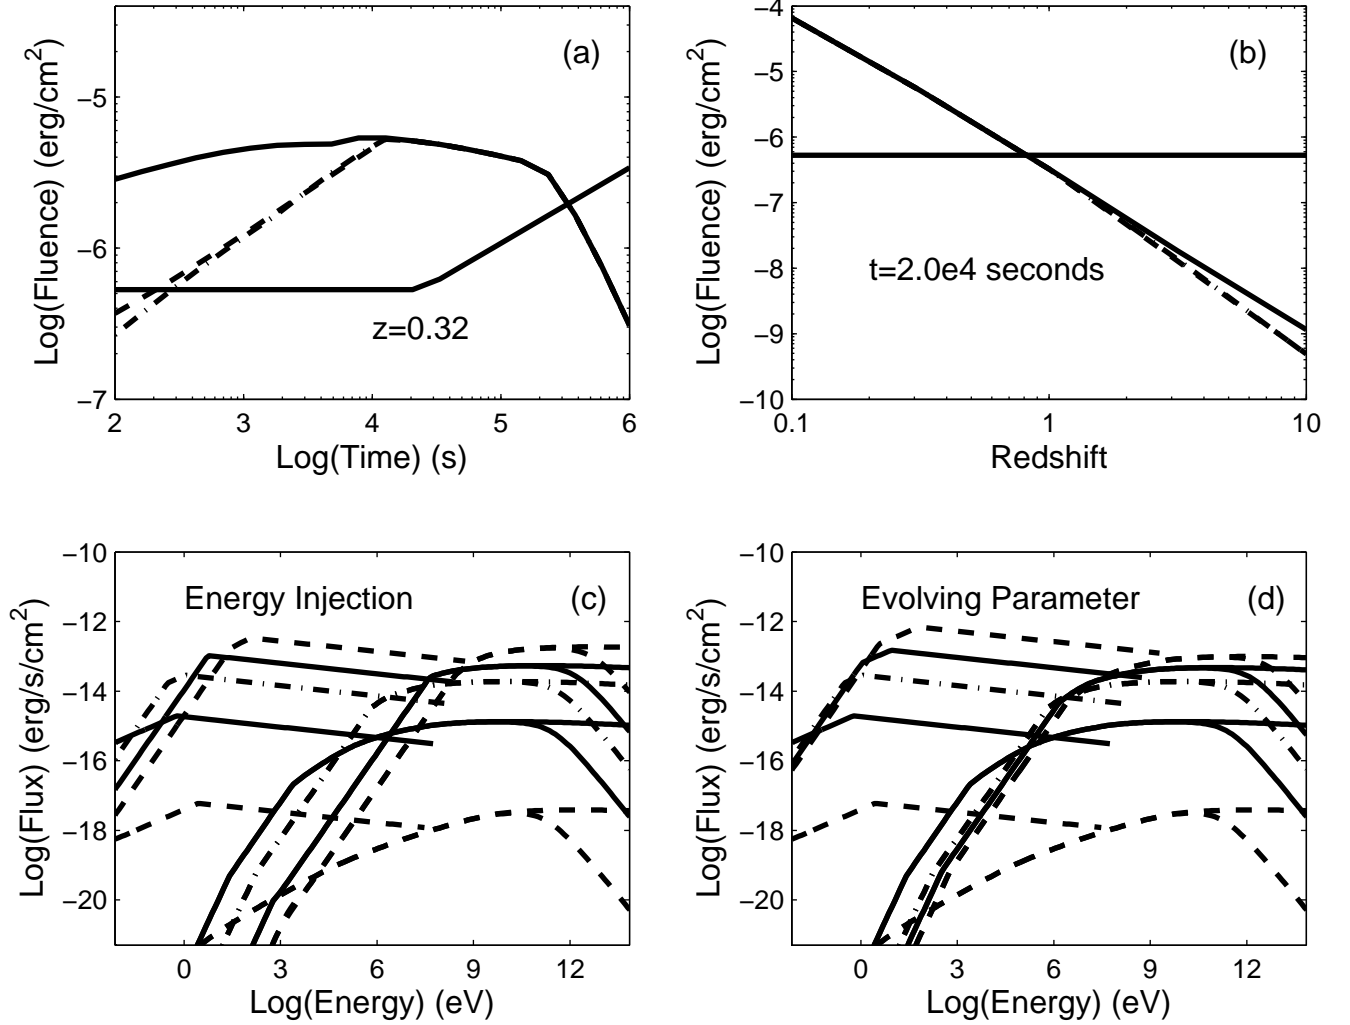 (a)
Log(Fluence) (erg/cm2)
−5
−6
−7
z=0.32
2 3 4 5 6
Log(Time) (s)
(b)
Log(Fluence) (erg/cm2)
−4
−5
−6
−7
−8
−9
−10
t=2.0e4 seconds
0.1 1 10
Redshift
Energy Injection (c)
Log(Flux) (erg/s/cm2)
−10
−12
−14
−16
−18
−20
0 3 6 9 12
Log(Energy) (eV)
Evolving Parameter (d)
Log(Flux) (erg/s/cm2)
−10
−12
−14
−16
−18
−20
0 3 6 9 12
Log(Energy) (eV)